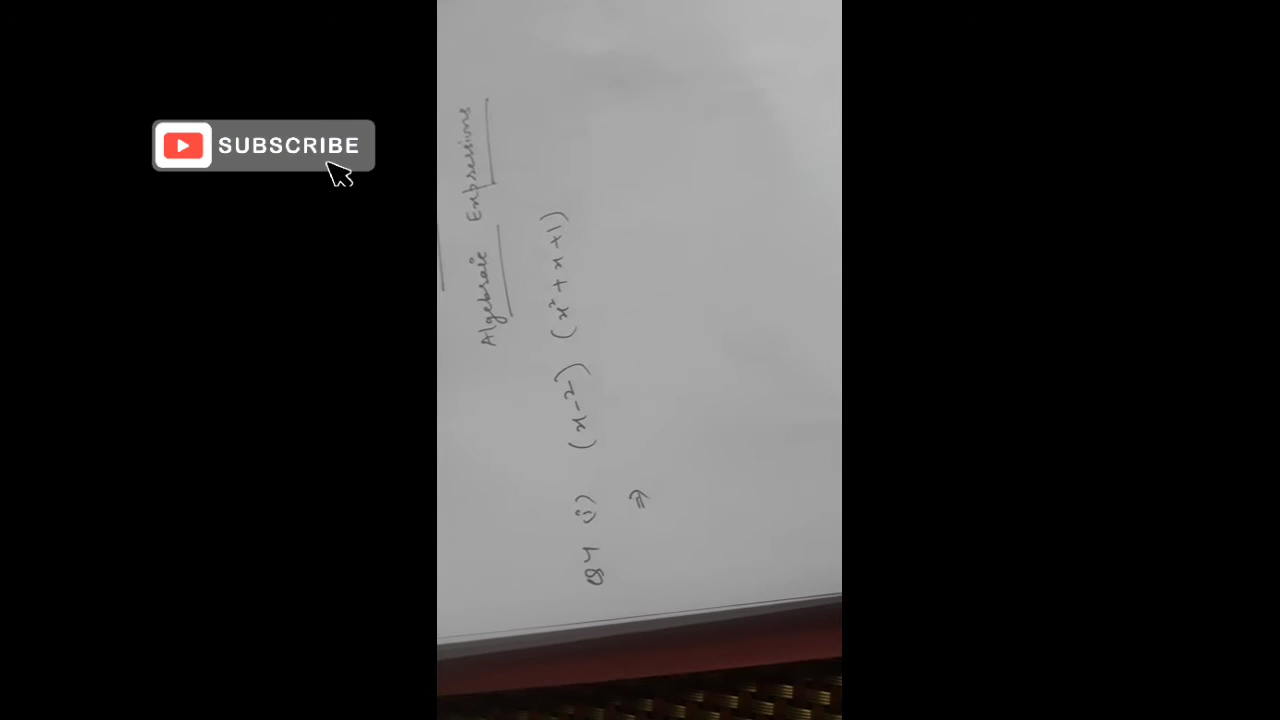 SUBSCRIBE
Algebraic Expressions
Q4 (i) (x-2) (x²+x+1)
⇒